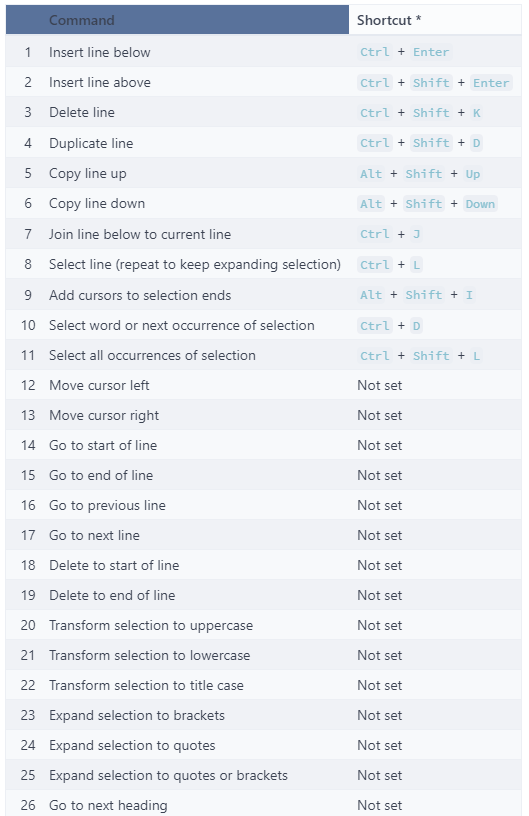 Command Shortcut *
1 Insert line below Ctrl + Enter
2 Insert line above Ctrl + Shift + Enter
3 Delete line Ctrl + Shift + K
4 Duplicate line Ctrl + Shift + D
5 Copy line up Alt + Shift + Up
6 Copy line down Alt + Shift + Down
7 Join line below to current line Ctrl + J
8 Select line (repeat to keep expanding selection) Ctrl + L
9 Add cursors to selection ends Alt + Shift + I
10 Select word or next occurrence of selection Ctrl + D
11 Select all occurrences of selection Ctrl + Shift + L
12 Move cursor left Not set
13 Move cursor right Not set
14 Go to start of line Not set
15 Go to end of line Not set
16 Go to previous line Not set
17 Go to next line Not set
18 Delete to start of line Not set
19 Delete to end of line Not set
20 Transform selection to uppercase Not set
21 Transform selection to lowercase Not set
22 Transform selection to title case Not set
23 Expand selection to brackets Not set
24 Expand selection to quotes Not set
25 Expand selection to quotes or brackets Not set
26 Go to next heading Not set